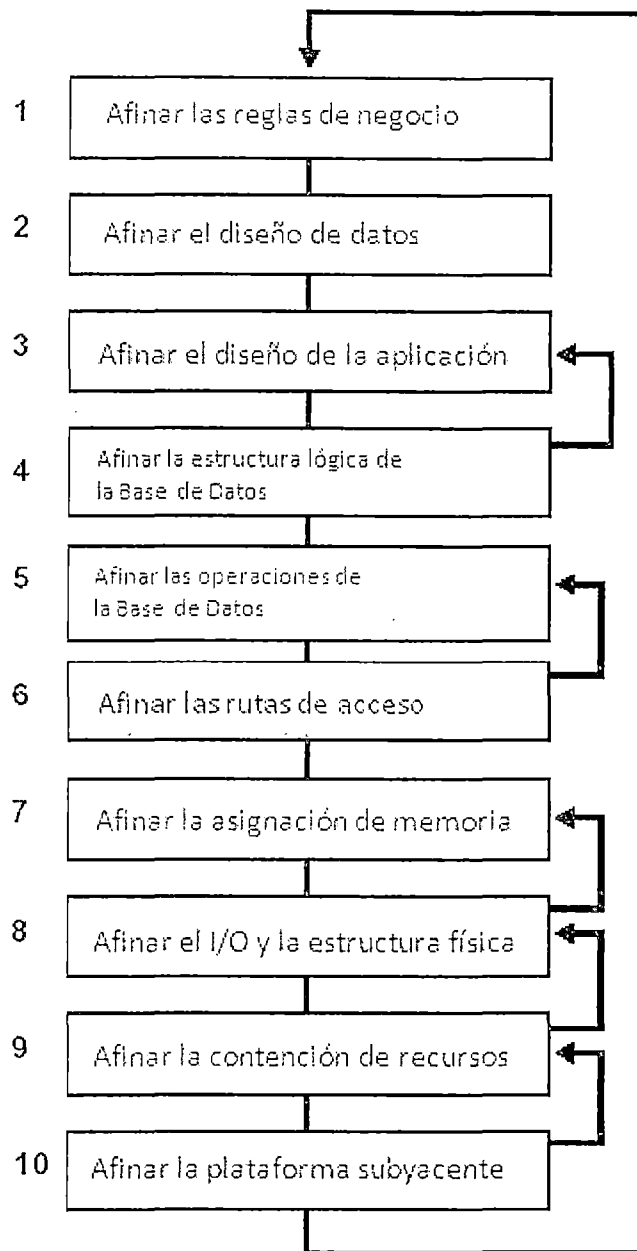 1
Afinar las reglas de negocio
2
Afinar el diseño de datos
3
Afinar el diseño de la aplicación
4
Afinar la estructura lógica de
la Base de Datos
5
Afinar las operaciones de
la Base de Datos
6
Afinar las rutas de acceso
7
Afinar la asignación de memoria
8
Afinar el I/O y la estructura física
9
Afinar la contención de recursos
10
Afinar la plataforma subyacente